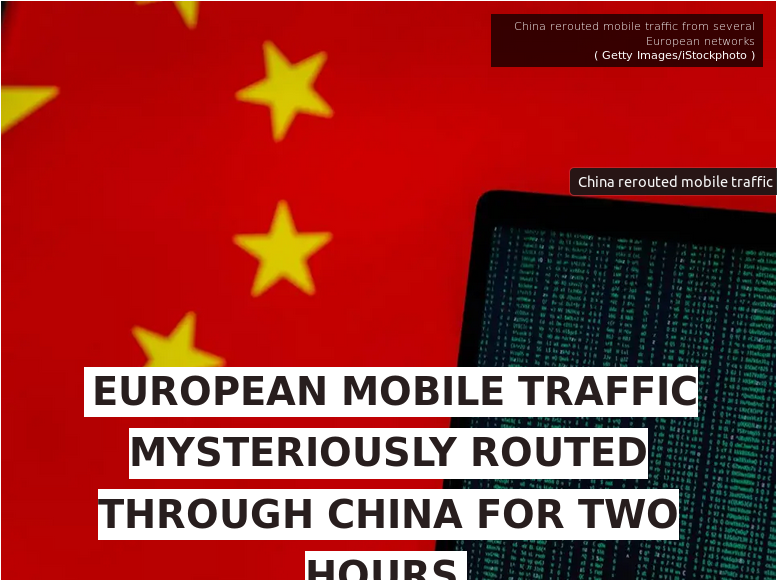 China rerouted mobile traffic from several
European networks
( Getty Images/iStockphoto )
China rerouted mobile traffic
EUROPEAN MOBILE TRAFFIC
MYSTERIOUSLY ROUTED
THROUGH CHINA FOR TWO
HOURS